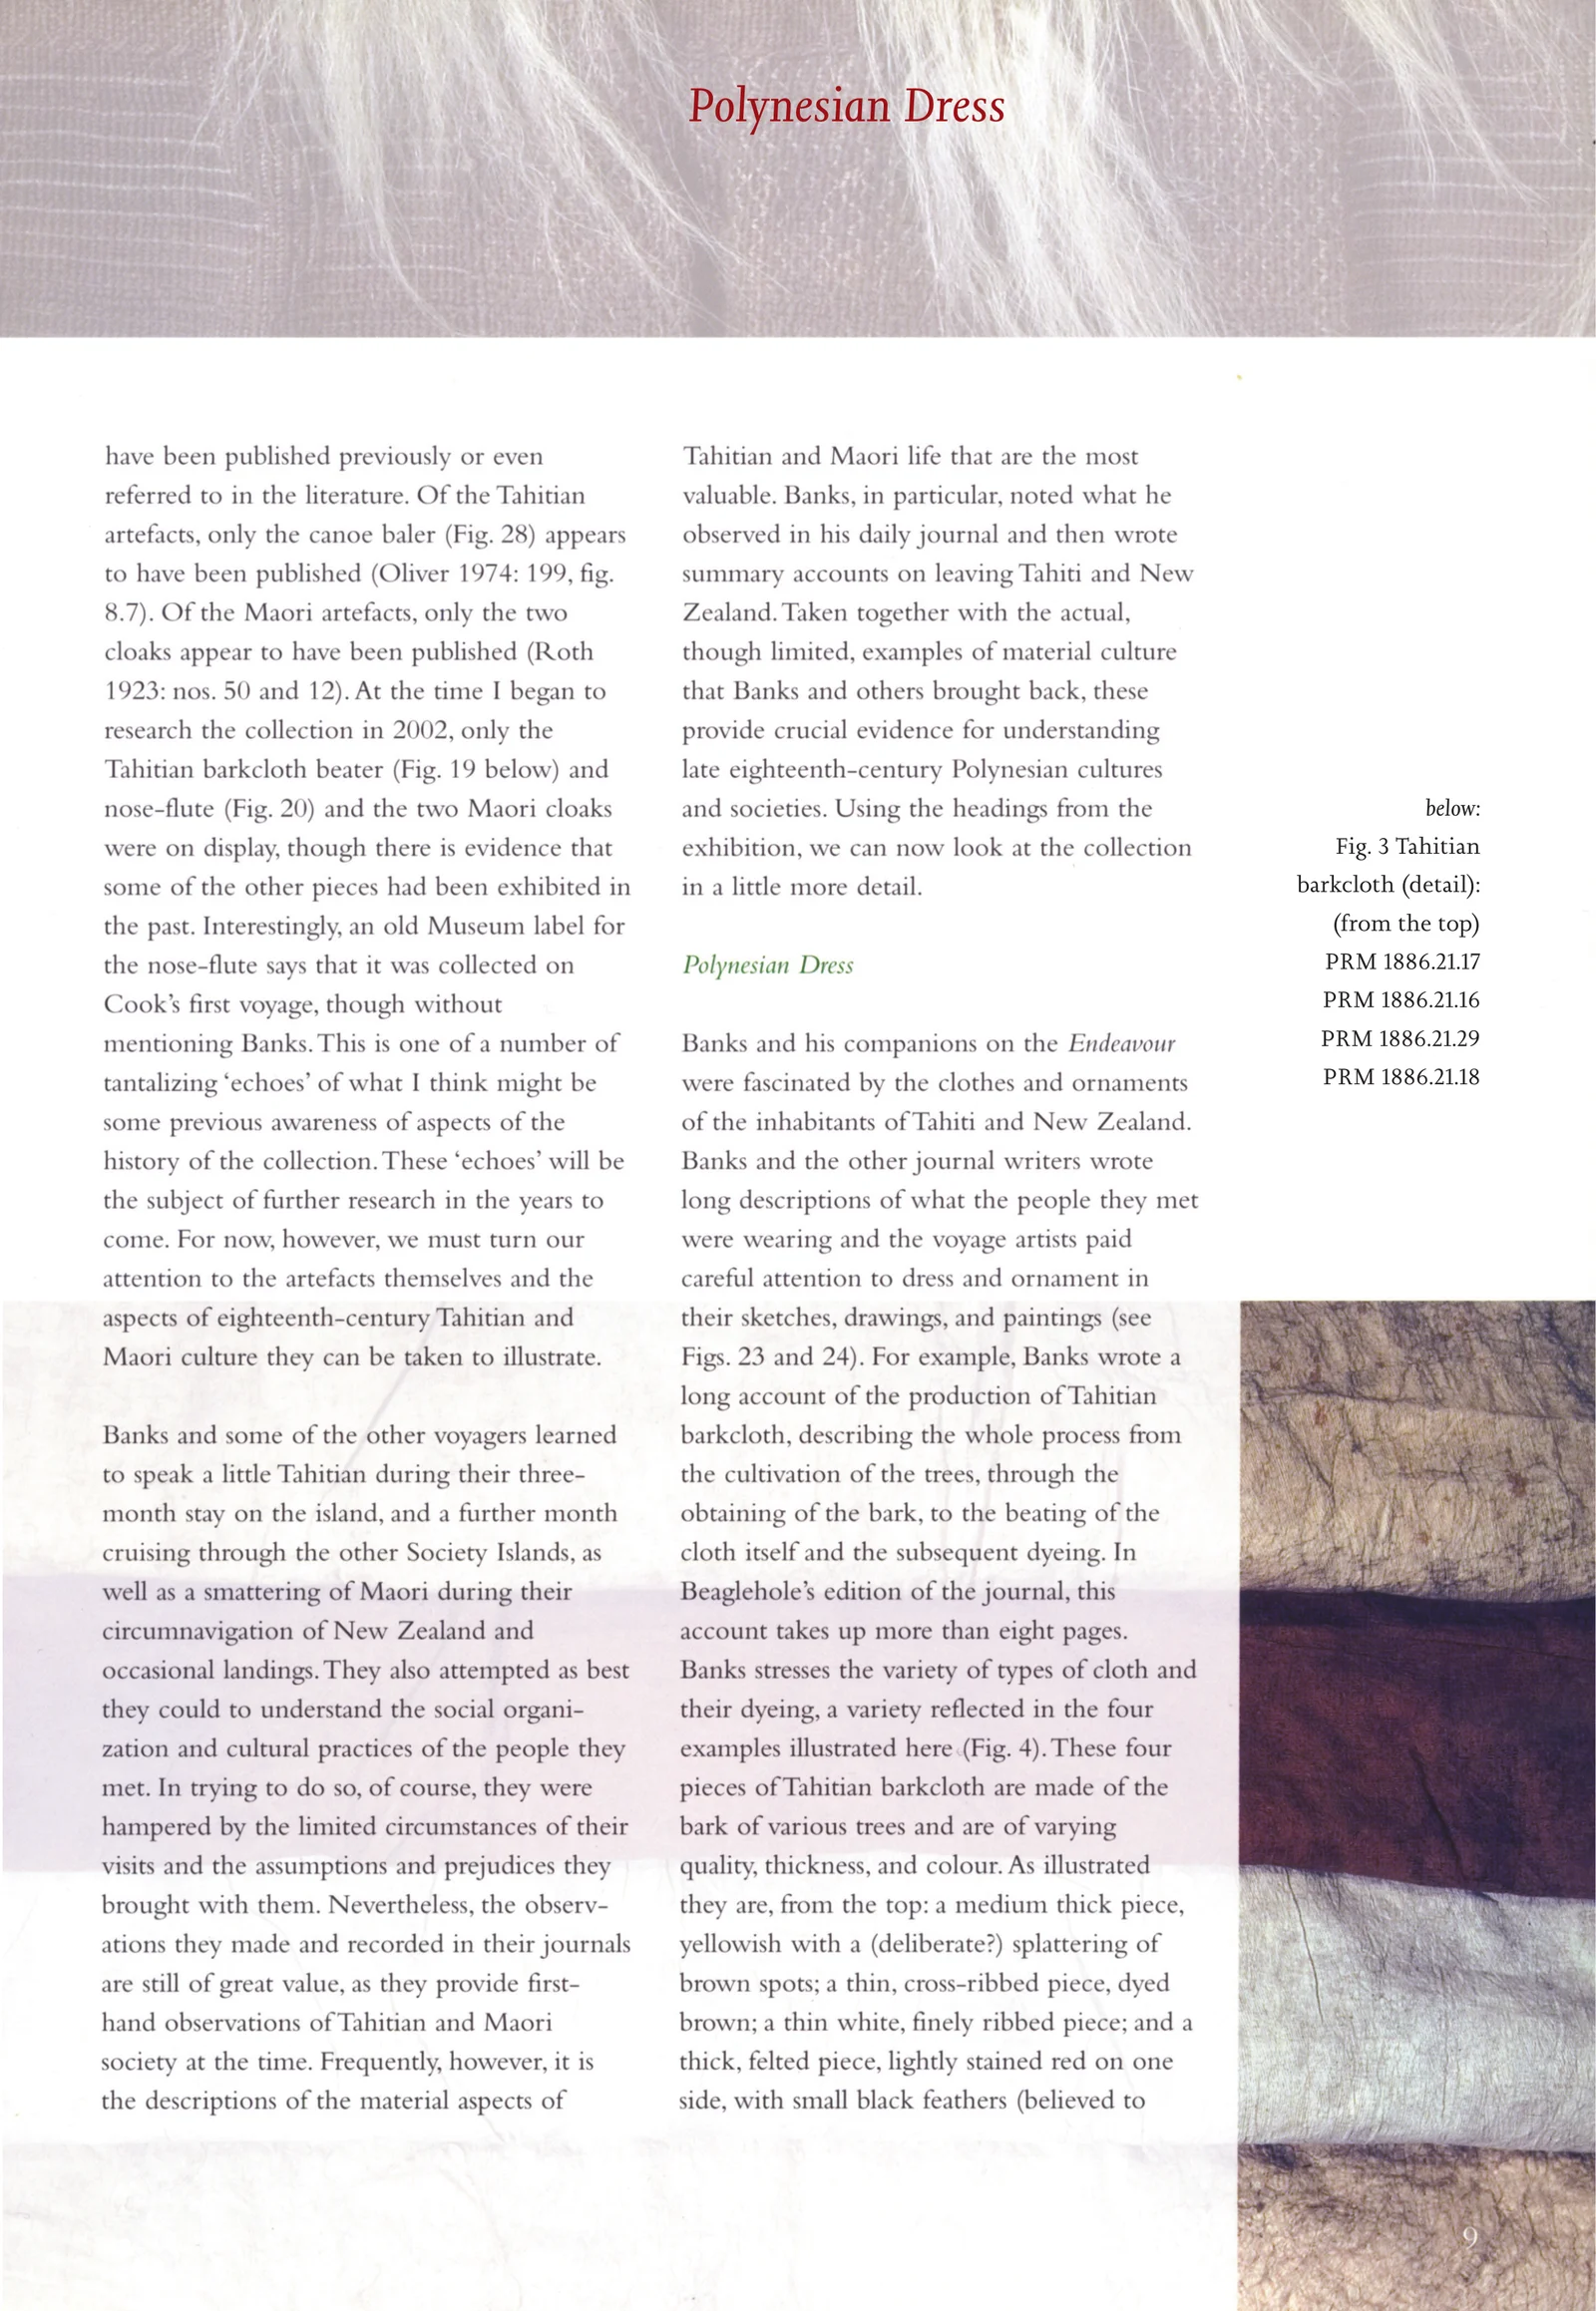 Polynesian Dress
have been published previously or even
referred to in the literature. Of the Tahitian
artefacts, only the canoe baler (Fig. 28) appears
to have been published (Oliver 1974: 199, fig.
8.7). Of the Maori artefacts, only the two
cloaks appear to have been published (Roth
1923: nos. 50 and 12). At the time I began to
research the collection in 2002, only the
Tahitian barkcloth beater (Fig. 19 below) and
nose-flute (Fig. 20) and the two Maori cloaks
were on display, though there is evidence that
some of the other pieces had been exhibited in
the past. Interestingly, an old Museum label for
the nose-flute says that it was collected on
Cook's first voyage, though without
mentioning Banks. This is one of a number of
tantalizing ‘echoes’ of what I think might be
some previous awareness of aspects of the
history of the collection. These ‘echoes’ will be
the subject of further research in the years to
come. For now, however, we must turn our
attention to the artefacts themselves and the
aspects of eighteenth-century Tahitian and
Maori culture they can be taken to illustrate.
Banks and some of the other voyagers learned
to speak a little Tahitian during their three-
month stay on the island, and a further month
cruising through the other Society Islands, as
well as a smattering of Maori during their
circumnavigation of New Zealand and
occasional landings. They also attempted as best
they could to understand the social organi-
zation and cultural practices of the people they
met. In trying to do so, of course, they were
hampered by the limited circumstances of their
visits and the assumptions and prejudices they
brought with them. Nevertheless, the observ-
ations they made and recorded in their journals
are still of great value, as they provide first-
hand observations of Tahitian and Maori
society at the time. Frequently, however, it is
the descriptions of the material aspects of
Tahitian and Maori life that are the most
valuable. Banks, in particular, noted what he
observed in his daily journal and then wrote
summary accounts on leaving Tahiti and New
Zealand. Taken together with the actual,
though limited, examples of material culture
that Banks and others brought back, these
provide crucial evidence for understanding
late eighteenth-century Polynesian cultures
and societies. Using the headings from the
exhibition, we can now look at the collection
in a little more detail.
Polynesian Dress
Banks and his companions on the Endeavour
were fascinated by the clothes and ornaments
of the inhabitants of Tahiti and New Zealand.
Banks and the other journal writers wrote
long descriptions of what the people they met
were wearing and the voyage artists paid
careful attention to dress and ornament in
their sketches, drawings, and paintings (see
Figs. 23 and 24). For example, Banks wrote a
long account of the production of Tahitian
barkcloth, describing the whole process from
the cultivation of the trees, through the
obtaining of the bark, to the beating of the
cloth itself and the subsequent dyeing. In
Beaglehole's edition of the journal, this
account takes up more than eight pages.
Banks stresses the variety of types of cloth and
their dyeing, a variety reflected in the four
examples illustrated here (Fig. 4). These four
pieces of Tahitian barkcloth are made of the
bark of various trees and are of varying
quality, thickness, and colour. As illustrated
they are, from the top: a medium thick piece,
yellowish with a (deliberate?) splattering of
brown spots; a thin, cross-ribbed piece, dyed
brown; a thin white, finely ribbed piece; and a
thick, felted piece, lightly stained red on one
side, with small black feathers (believed to
below:
Fig. 3 Tahitian
barkcloth (detail):
(from the top)
PRM 1886.21.17
PRM 1886.21.16
PRM 1886.21.29
PRM 1886.21.18
9